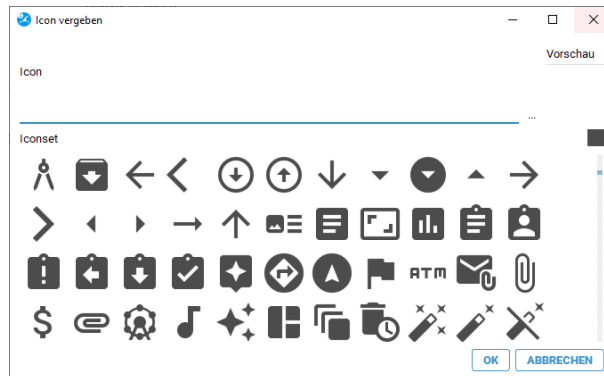 Icon vergeben
Vorschau
Icon
...
Iconset
ATM
OK
ABBRECHEN